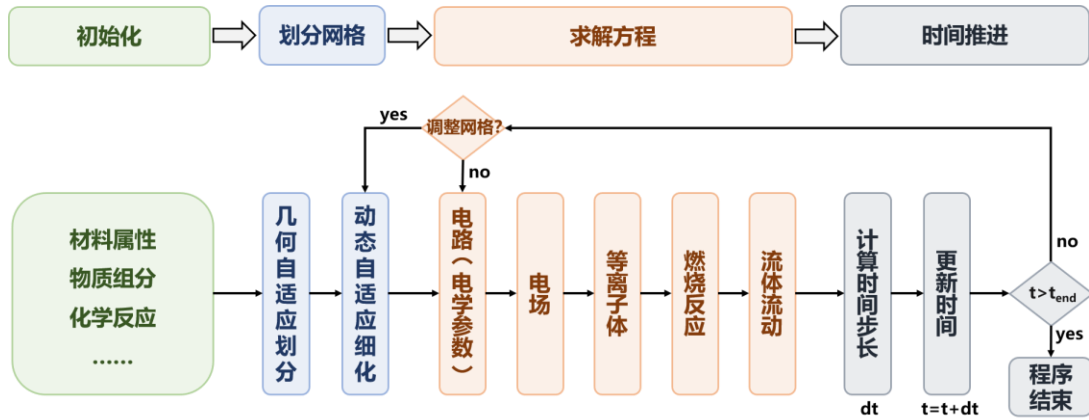 初始化
划分网格
求解方程
时间推进
yes
调整网格?
no
材料属性
物质组分
化学反应
......
几何自适应划分
动态自适应细化
电路（电学参数）
电场
等离子体
燃烧反应
流体流动
计算时间步长
更新时间
no
t>tend
yes
程序
结束
dt
t=t+dt